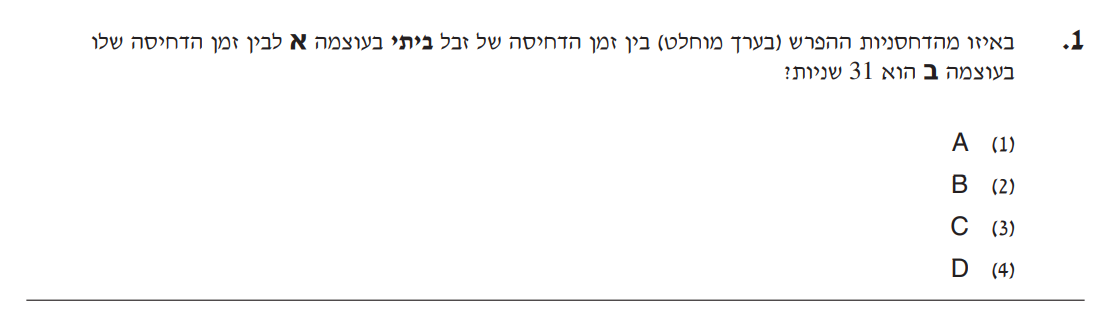 1. באיזו מהדחסניות ההפרש (בערך מוחלט) בין זמן הדחיסה של זבל ביתי בעוצמה א לבין זמן הדחיסה שלו
בעוצמה ב הוא 31 שניות?
(1) A
(2) B
(3) C
(4) D